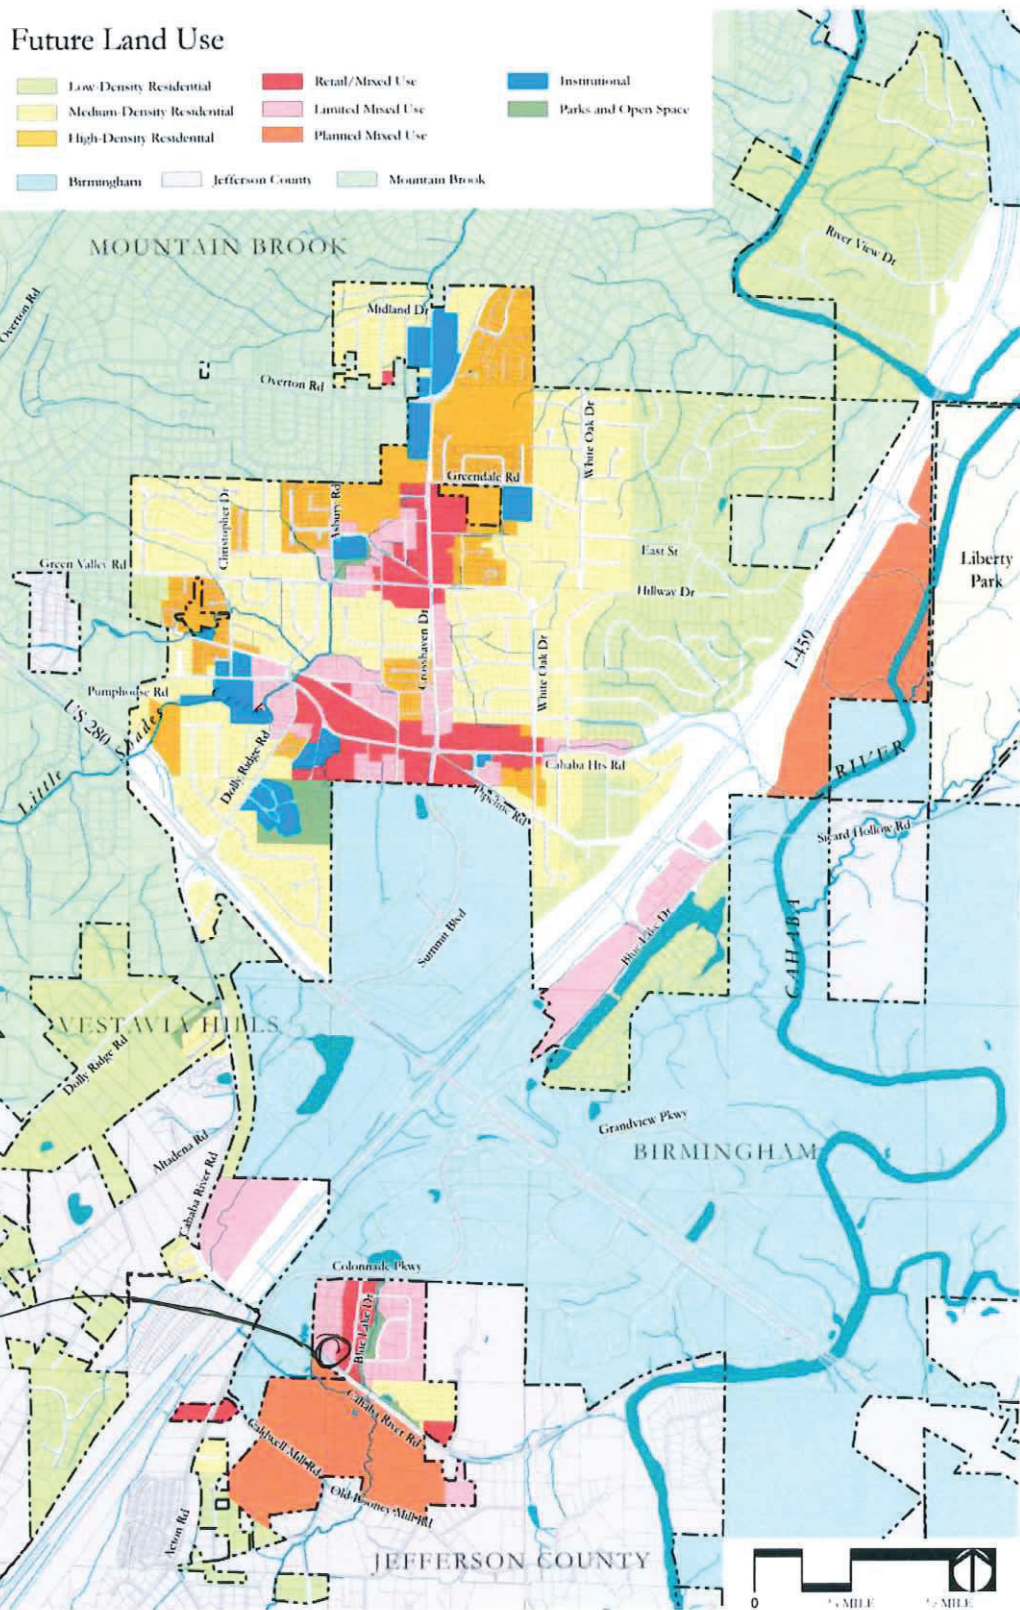 Future Land Use
Low-Density Residential
Medium-Density Residential
High-Density Residential
Retail/Mixed Use
Limited Mixed Use
Planned Mixed Use
Institutional
Parks and Open Space
Birmingham
Jefferson County
Mountain Brook
MOUNTAIN BROOK
River View Dr
Overton Rd
Midland Dr
Overton Rd
White Oak Dr
Greendale Rd
Asbury Rd
Christopher Dr
Green Valley Rd
East St
Hillway Dr
Liberty
Park
Crosshaven Dr
White Oak Dr
I-459
Pumphouse Rd
US 280
Little Shades
Dolly Ridge Rd
Cahaba Hts Rd
Pipeline Rd
RIVER
Sicard Hollow Rd
Summit Blvd
Blue Lake Dr
CAHABA
VESTAVIA HILLS
Dolly Ridge Rd
Altadena Rd
Grandview Pkwy
BIRMINGHAM
Cahaba River Rd
Colonnade Pkwy
Blue Lake Dr
Cahaba River Rd
Caldwell Mill Rd
Old Rooney Mill Rd
Acton Rd
JEFFERSON COUNTY
0
¼ MILE
½ MILE